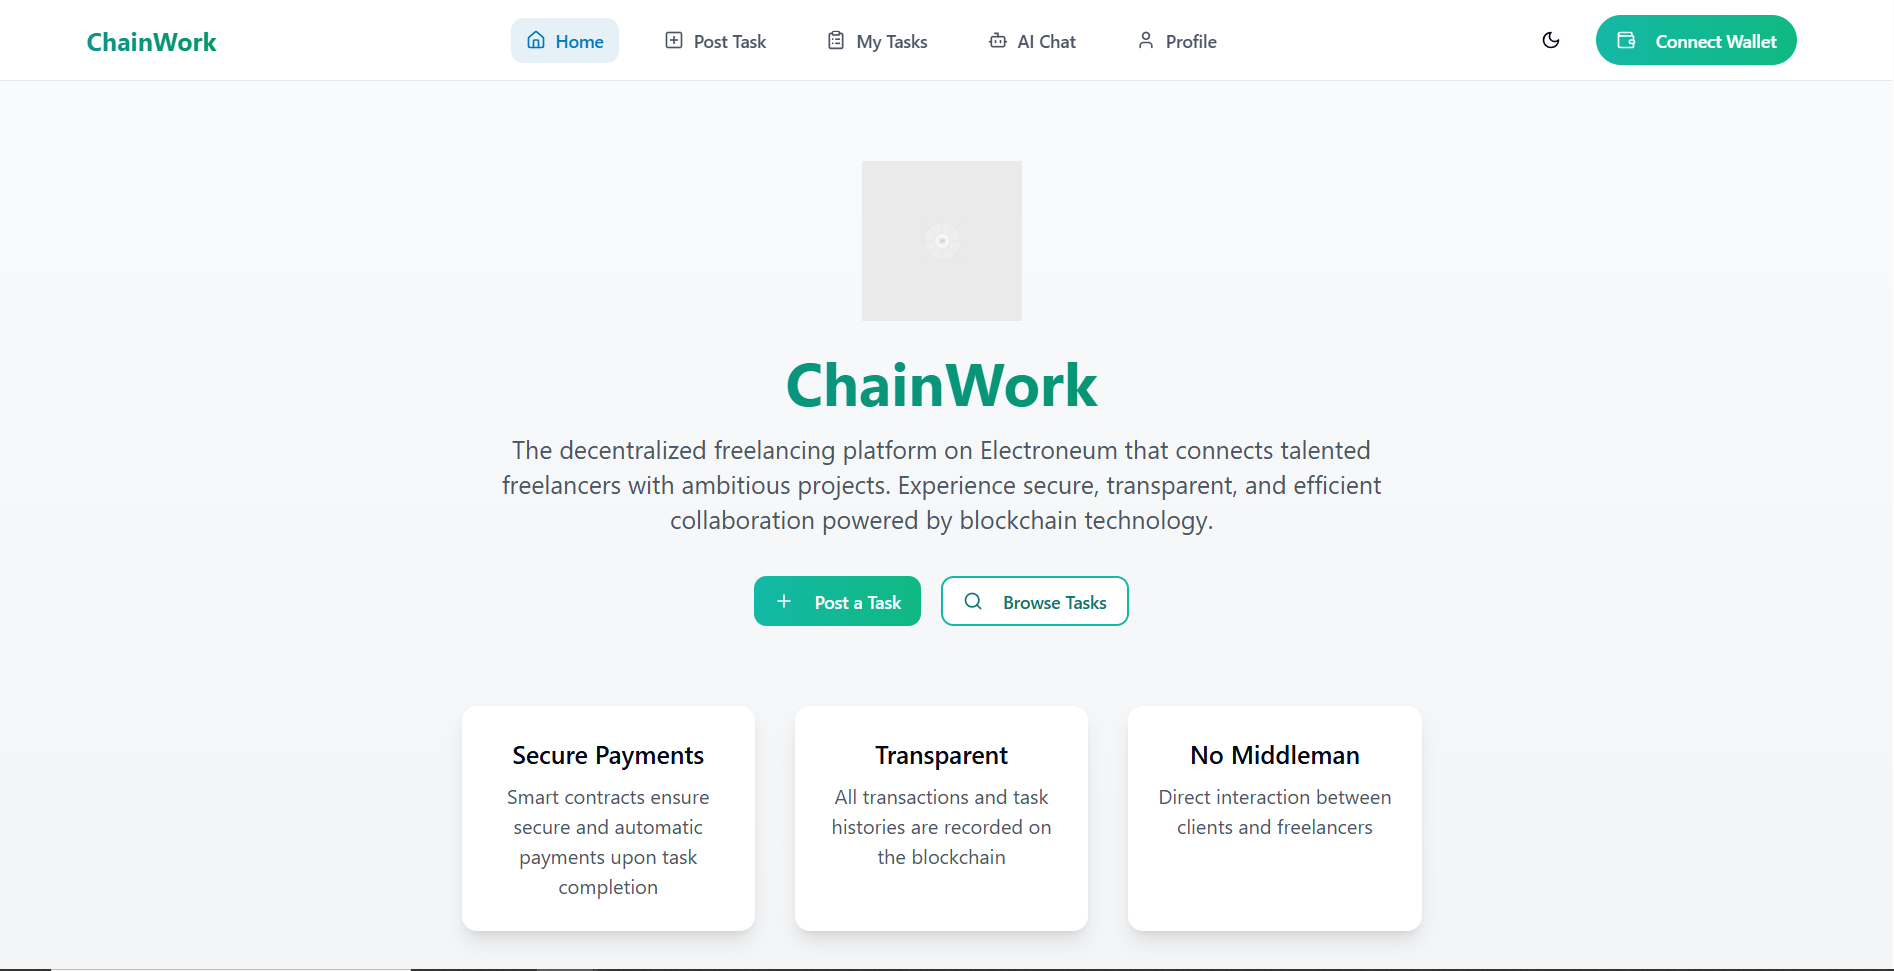 ChainWork
Home
Post Task
My Tasks
AI Chat
Profile
Connect Wallet
ChainWork
The decentralized freelancing platform on Electroneum that connects talented
freelancers with ambitious projects. Experience secure, transparent, and efficient
collaboration powered by blockchain technology.
Post a Task
Browse Tasks
Secure Payments
Smart contracts ensure
secure and automatic
payments upon task
completion
Transparent
All transactions and task
histories are recorded on
the blockchain
No Middleman
Direct interaction between
clients and freelancers